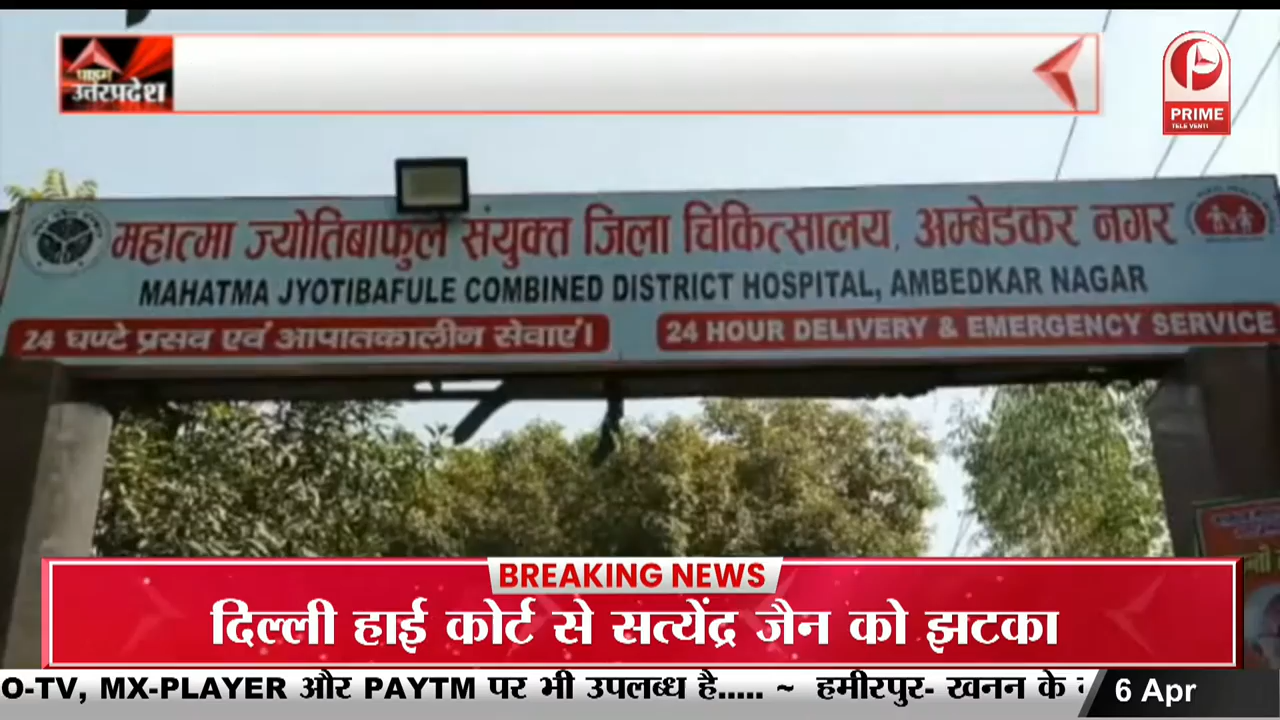 प्राइम
उत्तरप्रदेश
PRIME
TELE VENTI
महात्मा ज्योतिबाफुले संयुक्त जिला चिकित्सालय, अम्बेडकर नगर
MAHATMA JYOTIBAFULE COMBINED DISTRICT HOSPITAL, AMBEDKAR NAGAR
24 घण्टे प्रसव एवं आपातकालीन सेवाएं।
24 HOUR DELIVERY & EMERGENCY SERVICE
BREAKING NEWS
दिल्ली हाई कोर्ट से सत्येंद्र जैन को झटका
O-TV, MX-PLAYER और PAYTM पर भी उपलब्ध है..... ~ हमीरपुर- खनन के
6 Apr